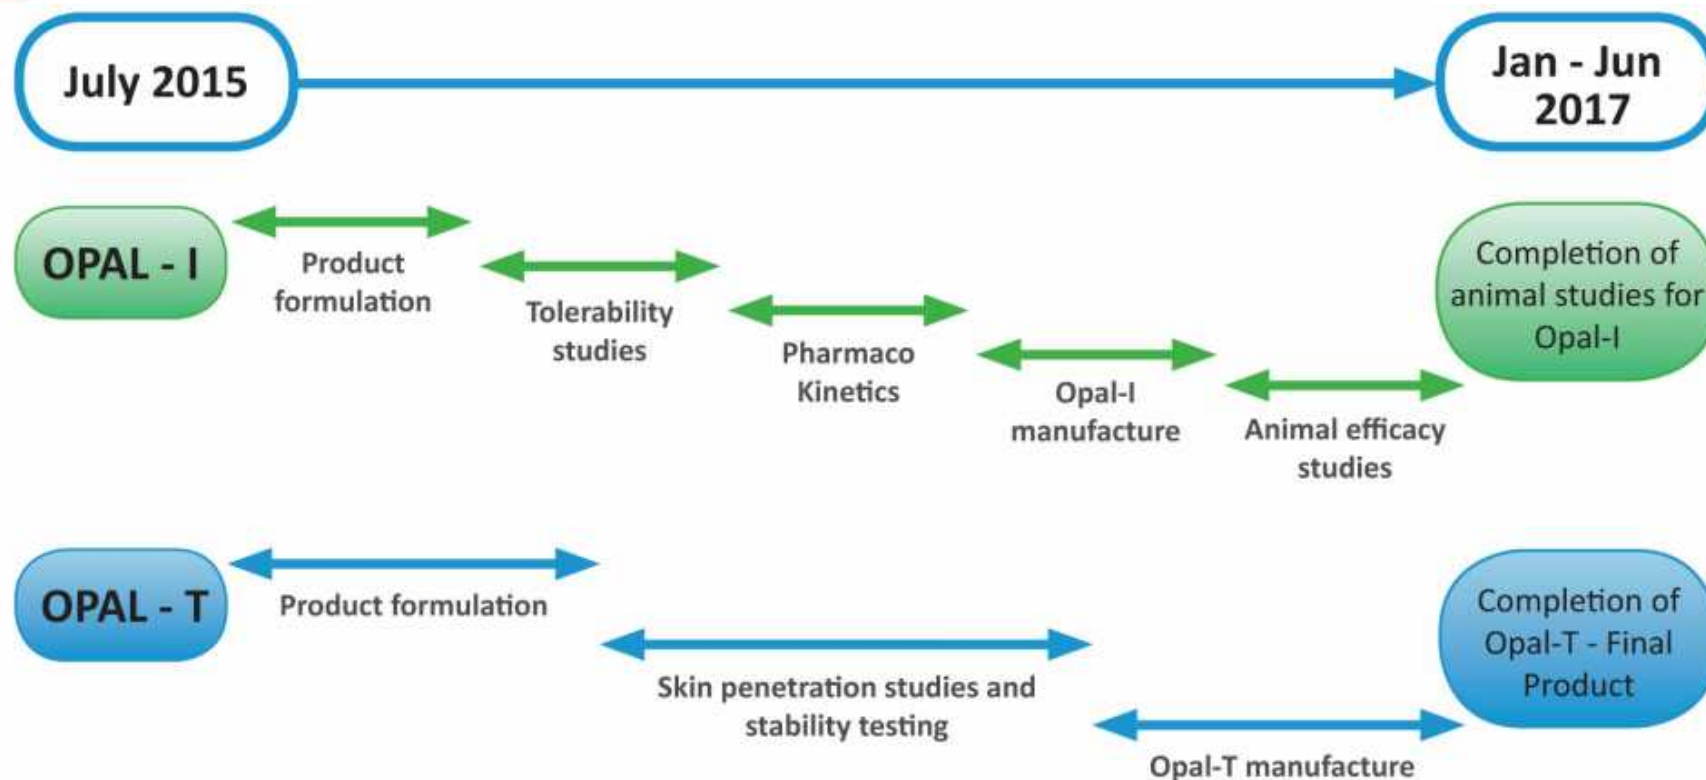 July 2015
Jan - Jun
2017
OPAL - I
Product
formulation
Tolerability
studies
Pharmaco
Kinetics
Opal-I
manufacture
Animal efficacy
studies
Completion of
animal studies for
Opal-I
OPAL - T
Product formulation
Skin penetration studies and
stability testing
Opal-T manufacture
Completion of
Opal-T - Final
Product